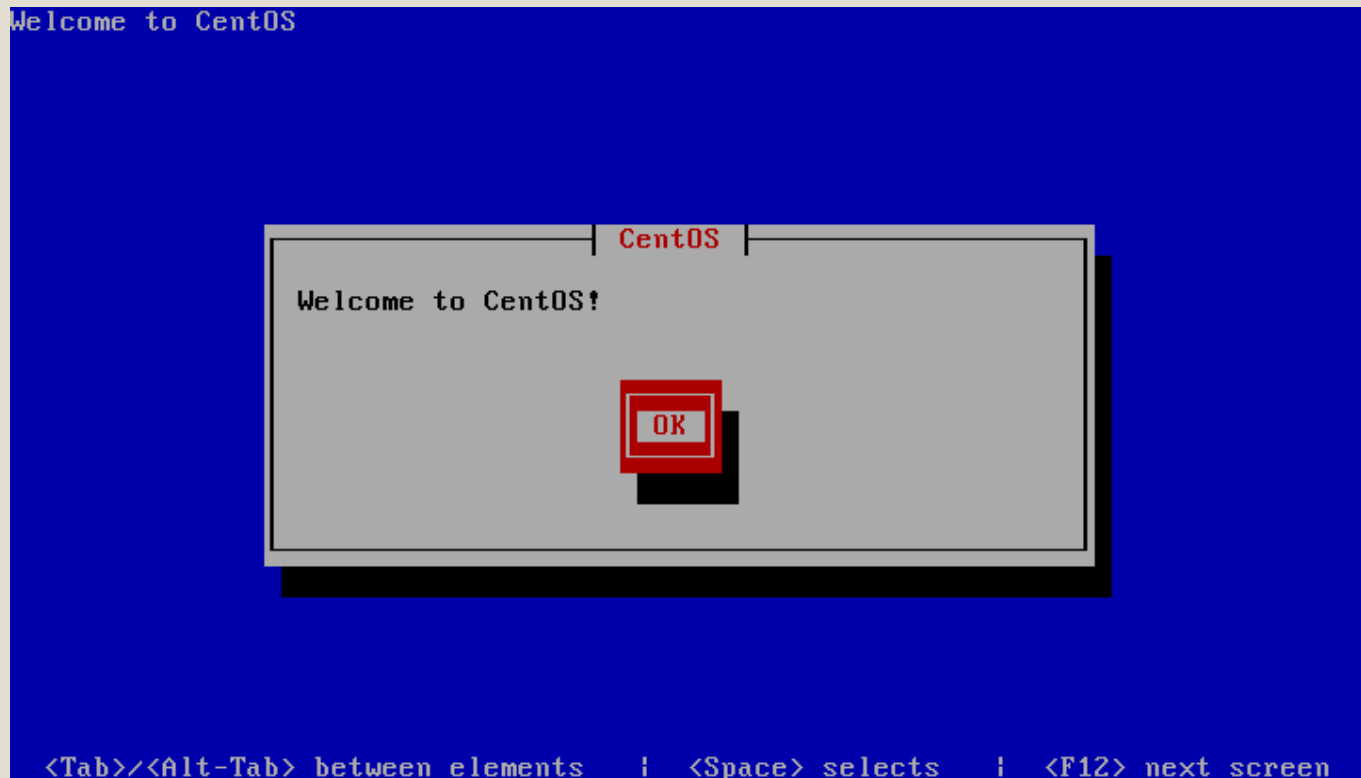 Welcome to CentOS
CentOS
Welcome to CentOS!
OK
<Tab>/<Alt-Tab> between elements | <Space> selects | <F12> next screen